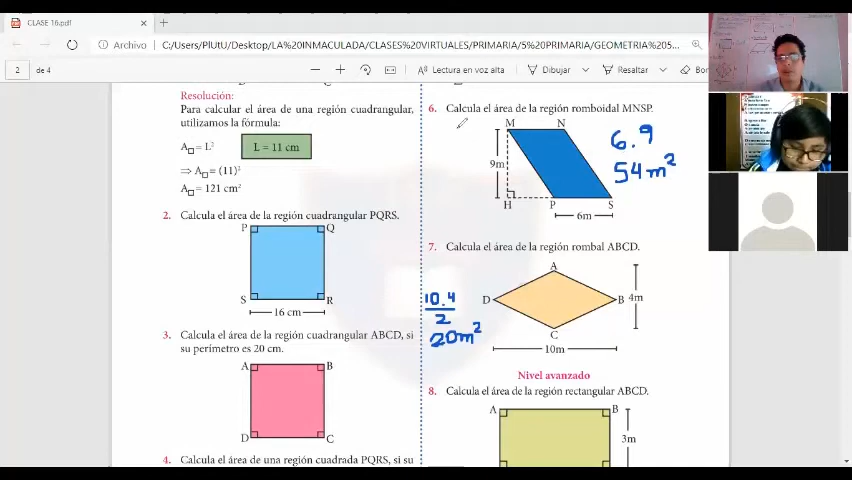 CLASE 16.pdf
Archivo
C:/Users/PlUtU/Desktop/LA%20INMACULADA/CLASES%20VIRTUALES/PRIMARIA/5%20PRIMARIA/GEOMETRIA%205...
2 de 4
Lectura en voz alta
Dibujar
Resaltar
Borr
Resolución:
Para calcular el área de una región cuadrangular,
utilizamos la fórmula:
A□ = L²
L = 11 cm
⇒ A□ = (11)²
A□ = 121 cm²
2. Calcula el área de la región cuadrangular PQRS.
P Q
S R
16 cm
3. Calcula el área de la región cuadrangular ABCD, si
su perímetro es 20 cm.
A B
D C
4. Calcula el área de una región cuadrada PQRS, si su
6. Calcula el área de la región romboidal MNSP.
M N
9m
H P S
6m
6.9
54m²
7. Calcula el área de la región rombal ABCD.
A
D B 4m
C
10m
10.4
2
20m²
Nivel avanzado
8. Calcula el área de la región rectangular ABCD.
A B
3m